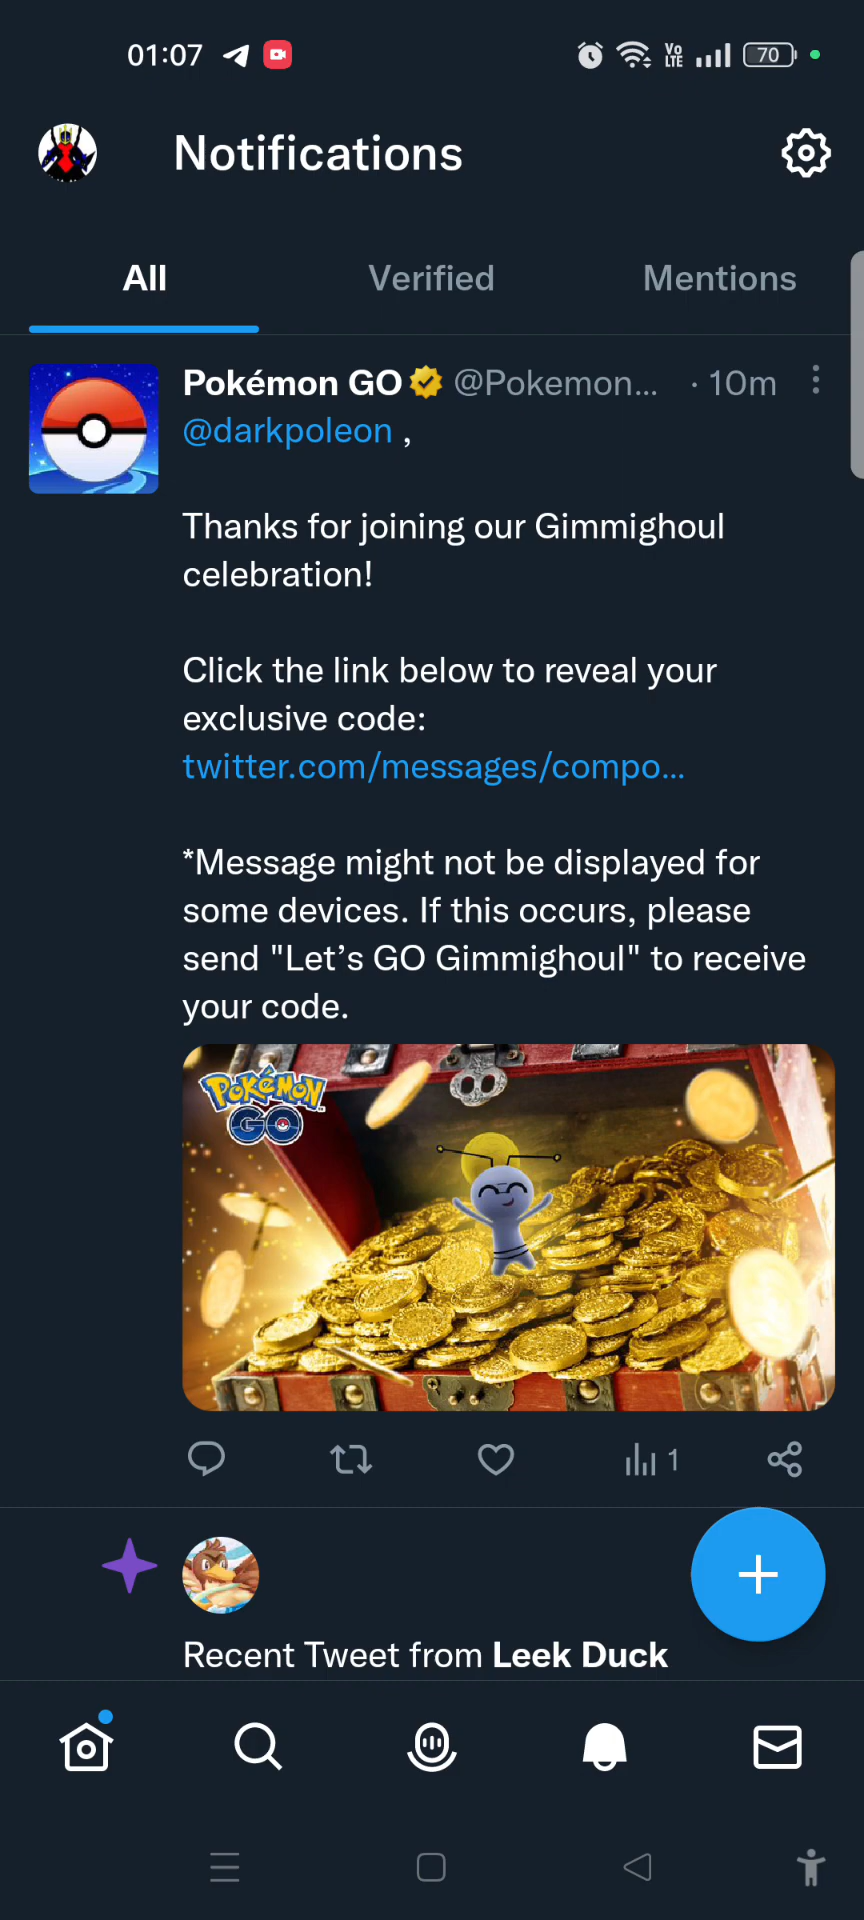 01:07
Vo LTE
70
Notifications
All
Verified
Mentions
Pokémon GO @Pokemon... · 10m
@darkpoleon ,
Thanks for joining our Gimmighoul
celebration!
Click the link below to reveal your
exclusive code:
twitter.com/messages/compo...
*Message might not be displayed for
some devices. If this occurs, please
send "Let’s GO Gimmighoul" to receive
your code.
POKÉMON
GO
1
Recent Tweet from Leek Duck